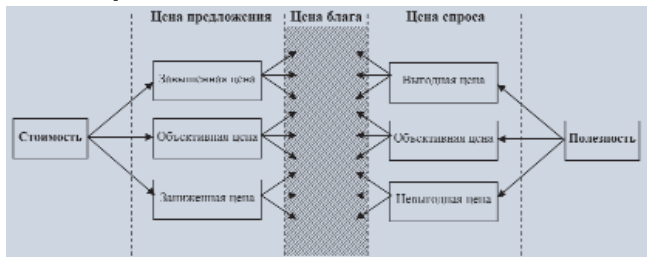 Цена предложения Цена блага Цена спроса
Завышенная цена Выгодная цена
Стоимость Объективная цена Объективная цена Полезность
Заниженная цена Невыгодная цена